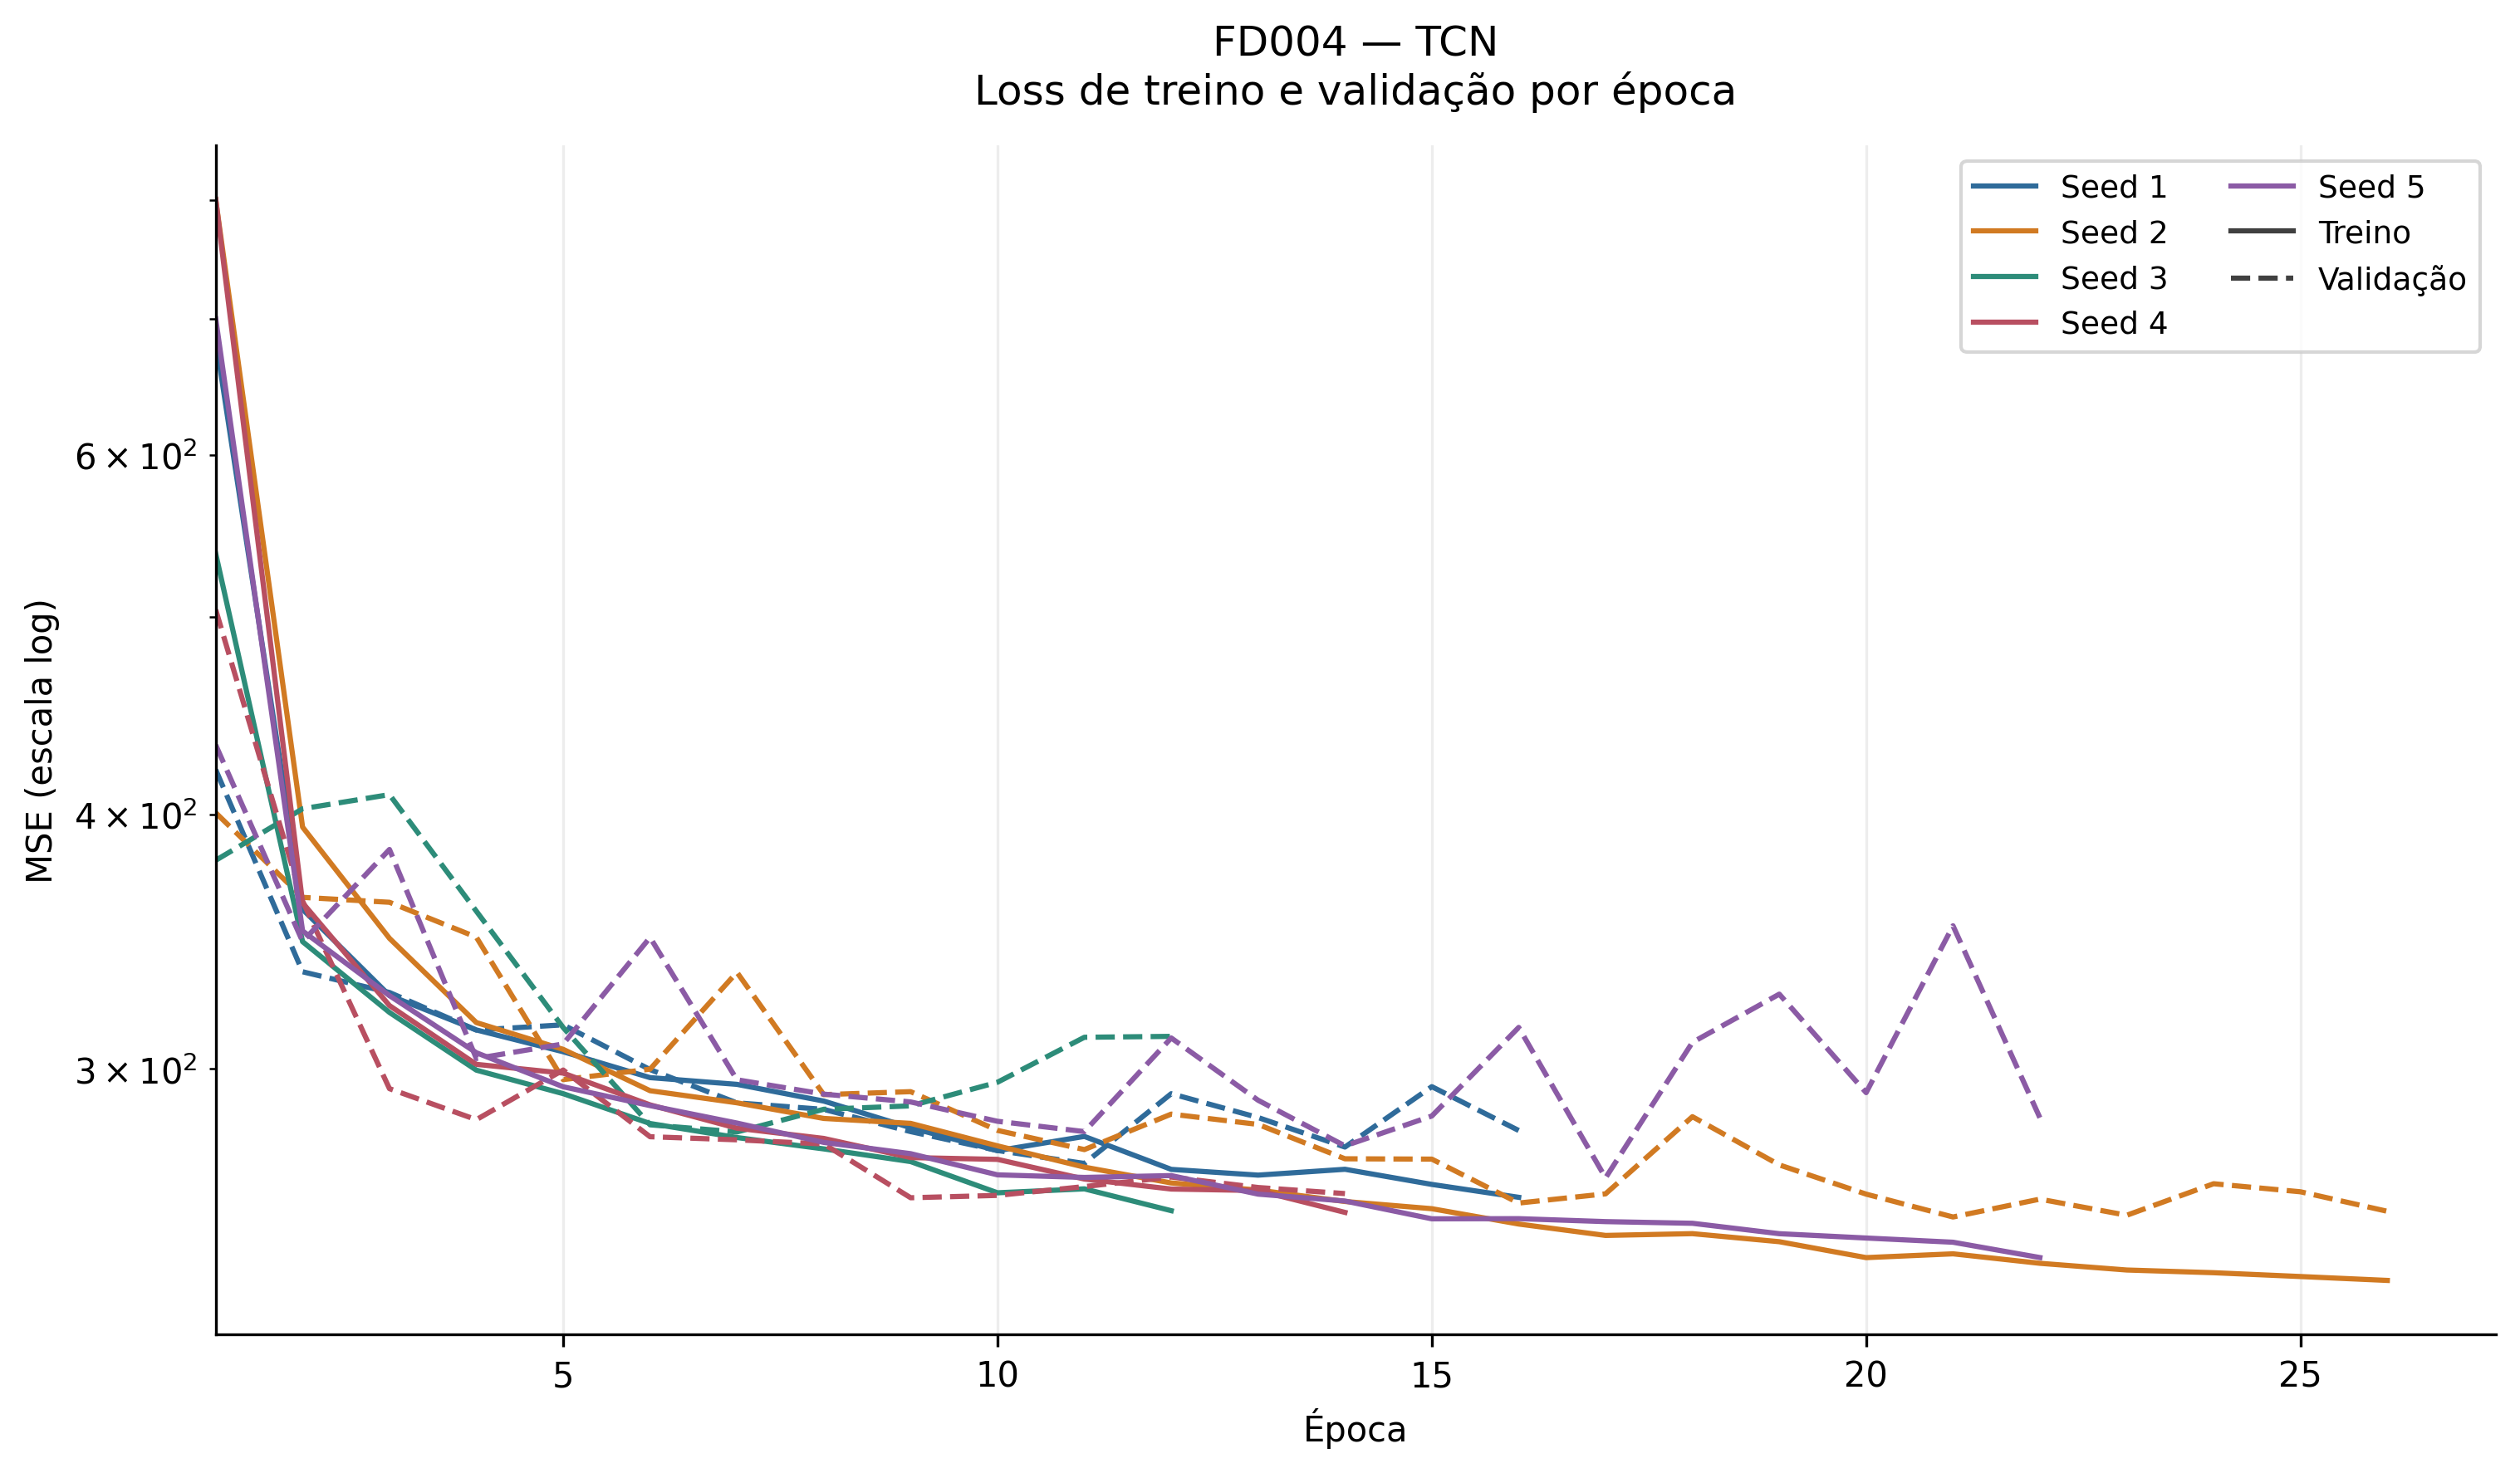 FD004 — TCN
Loss de treino e validação por época
Seed 1
Seed 2
Seed 3
Seed 4
Seed 5
Treino
Validação
MSE (escala log)
6 × 10²
4 × 10²
3 × 10²
5 10 15 20 25
Época